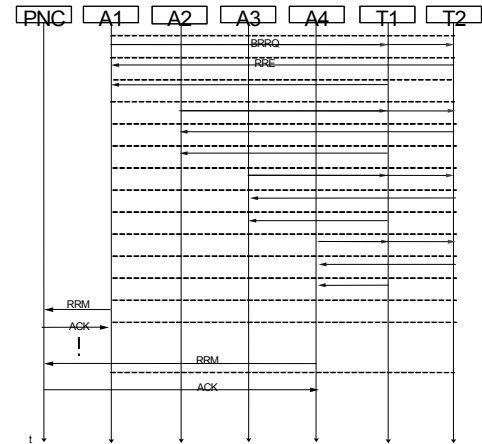 PNC A1 A2 A3 A4 T1 T2
BRRQ
RRE
RRM
ACK
RRM
ACK
t